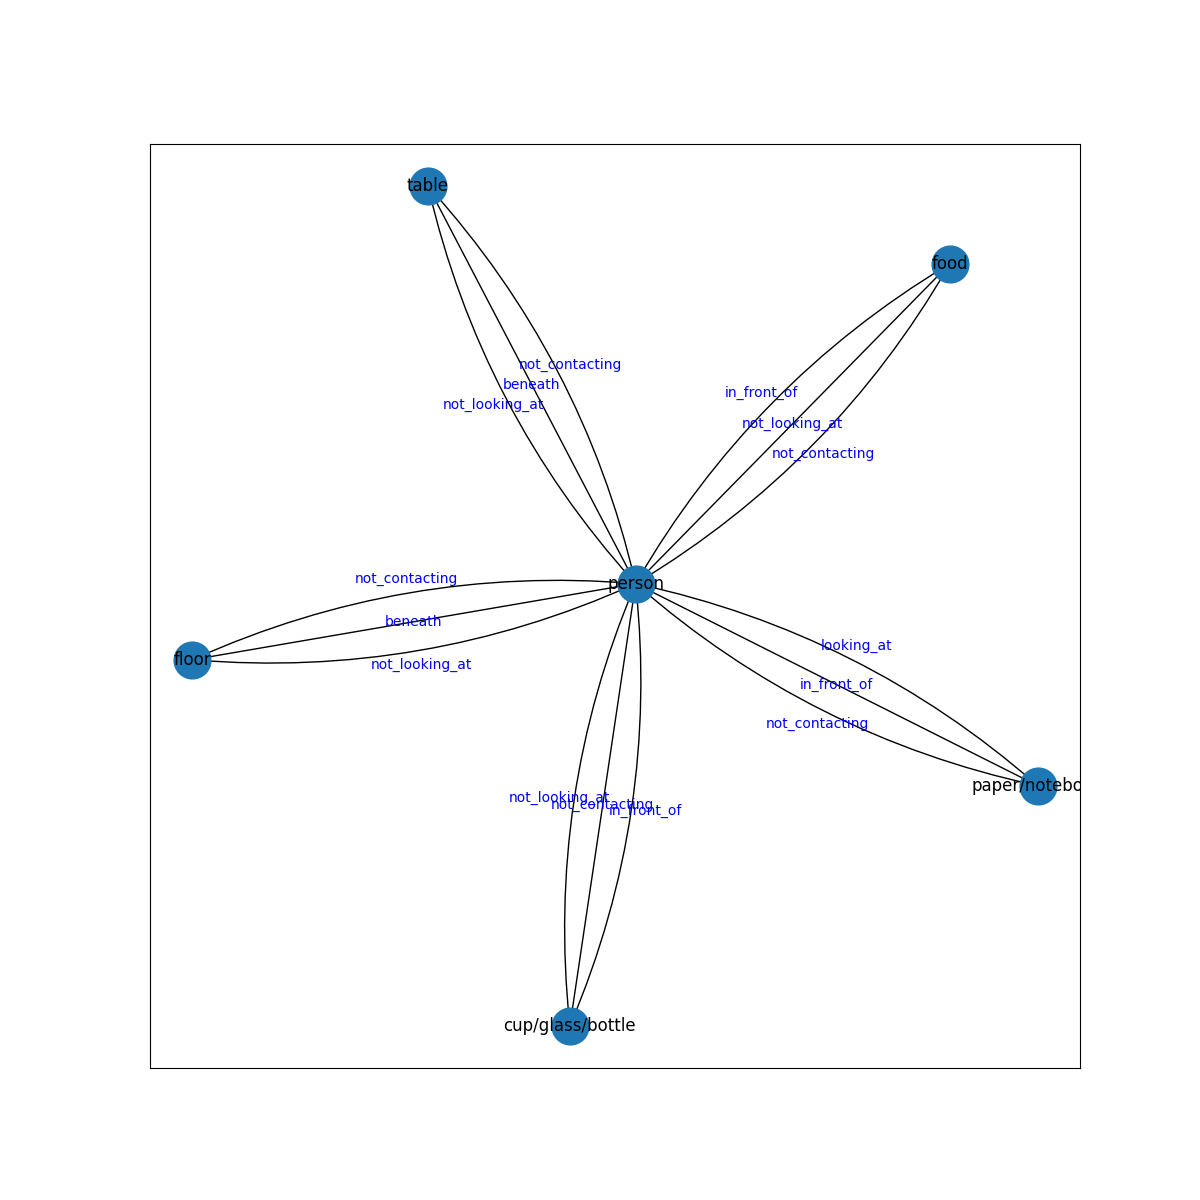 table
food
not_contacting
beneath
not_looking_at
in_front_of
not_looking_at
not_contacting
person
not_contacting
beneath
not_looking_at
floor
looking_at
in_front_of
not_contacting
paper/notebo
not_looking_at
not_contacting
in_front_of
cup/glass/bottle